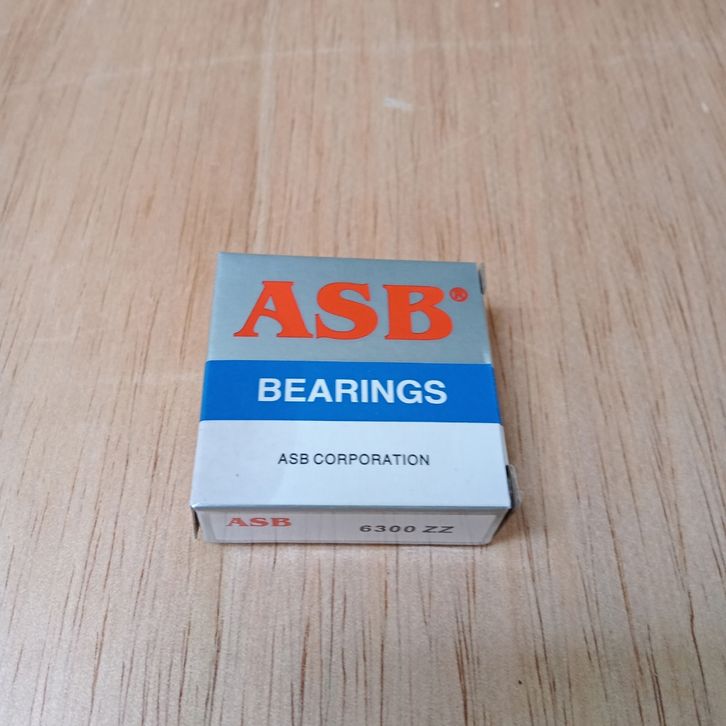 ASB®
BEARINGS
ASB CORPORATION
ASB 6300 ZZ